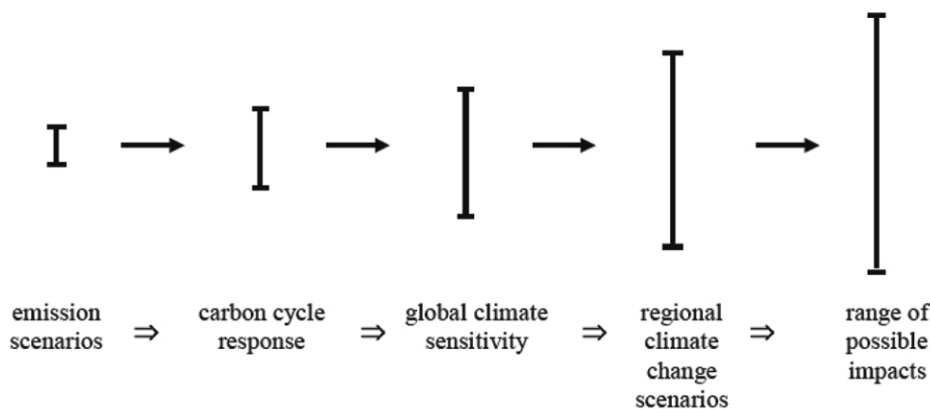 emission
scenarios
⇒
carbon cycle
response
⇒
global climate
sensitivity
⇒
regional
climate
change
scenarios
⇒
range of
possible
impacts